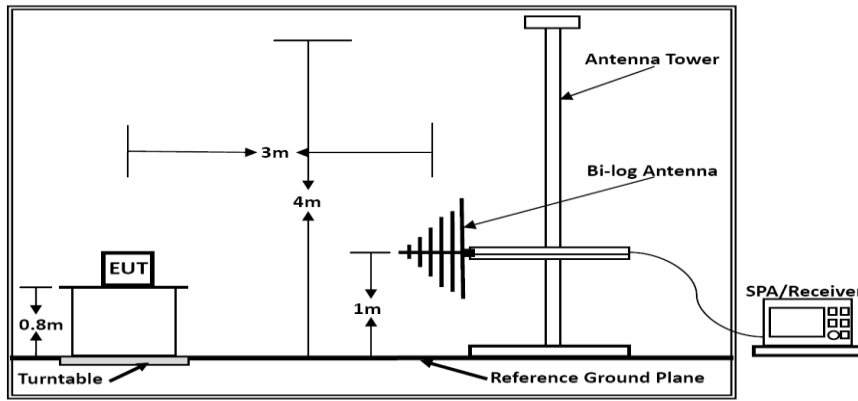 Antenna Tower
3m
Bi-log Antenna
4m
EUT
1m
SPA/Receiver
0.8m
Turntable
Reference Ground Plane